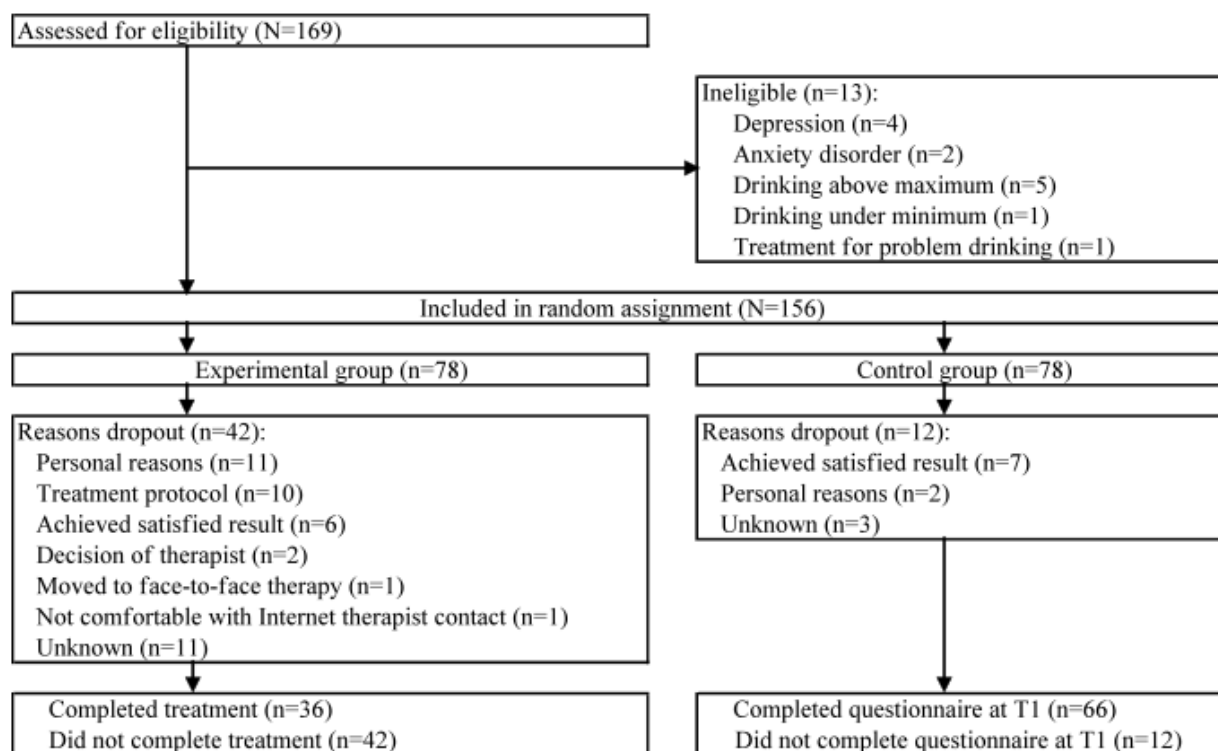 Assessed for eligibility (N=169)
Ineligible (n=13):
Depression (n=4)
Anxiety disorder (n=2)
Drinking above maximum (n=5)
Drinking under minimum (n=1)
Treatment for problem drinking (n=1)
Included in random assignment (N=156)
Experimental group (n=78)
Control group (n=78)
Reasons dropout (n=42):
Personal reasons (n=11)
Treatment protocol (n=10)
Achieved satisfied result (n=6)
Decision of therapist (n=2)
Moved to face-to-face therapy (n=1)
Not comfortable with Internet therapist contact (n=1)
Unknown (n=11)
Reasons dropout (n=12):
Achieved satisfied result (n=7)
Personal reasons (n=2)
Unknown (n=3)
Completed treatment (n=36)
Did not complete treatment (n=42)
Completed questionnaire at T1 (n=66)
Did not complete questionnaire at T1 (n=12)